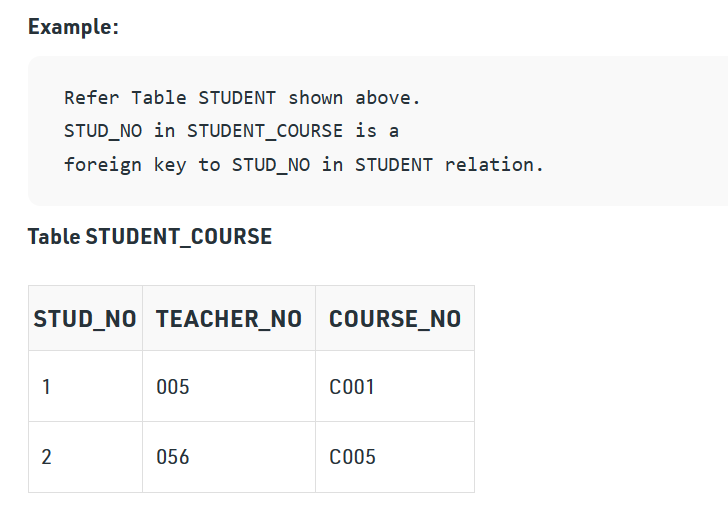 Example:
Refer Table STUDENT shown above.
STUD_NO in STUDENT_COURSE is a
foreign key to STUD_NO in STUDENT relation.
Table STUDENT_COURSE
STUD_NO TEACHER_NO COURSE_NO
1 005 C001
2 056 C005